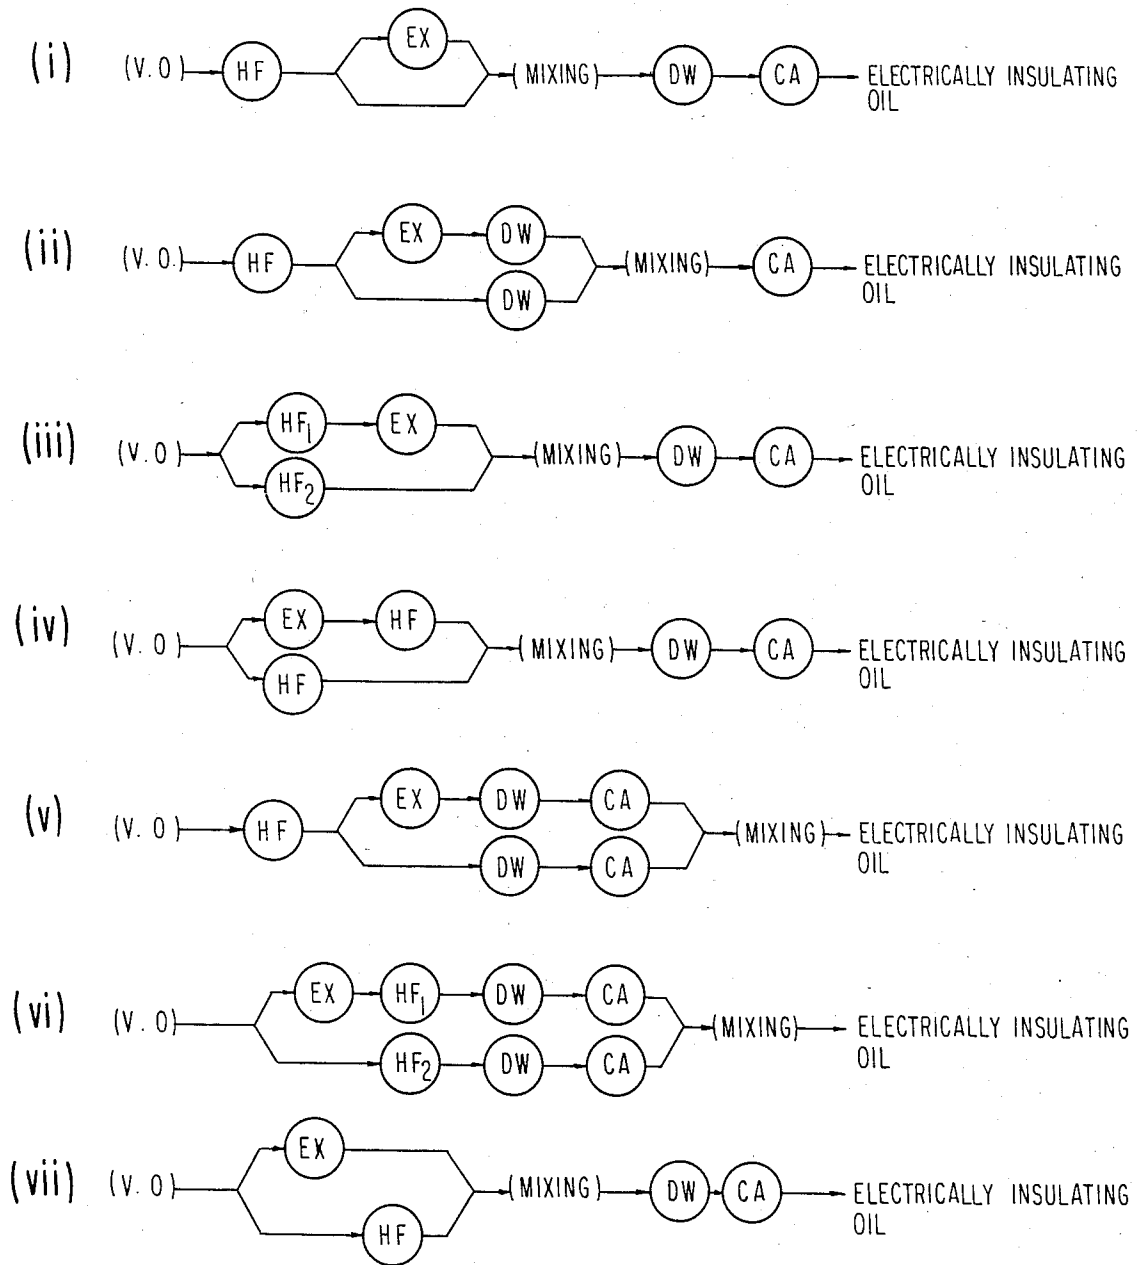 (i) (V.O) HF EX (MIXING) DW CA ELECTRICALLY INSULATING
OIL
(ii) (V.O.) HF EX DW DW (MIXING) CA ELECTRICALLY INSULATING
OIL
(iii) (V.O) HF1 EX HF2 (MIXING) DW CA ELECTRICALLY INSULATING
OIL
(iv) (V.O) EX HF HF (MIXING) DW CA ELECTRICALLY INSULATING
OIL
(v) (V.O) HF EX DW CA DW CA (MIXING) ELECTRICALLY INSULATING
OIL
(vi) (V.O) EX HF1 DW CA HF2 DW CA (MIXING) ELECTRICALLY INSULATING
OIL
(vii) (V.O) EX HF (MIXING) DW CA ELECTRICALLY INSULATING
OIL